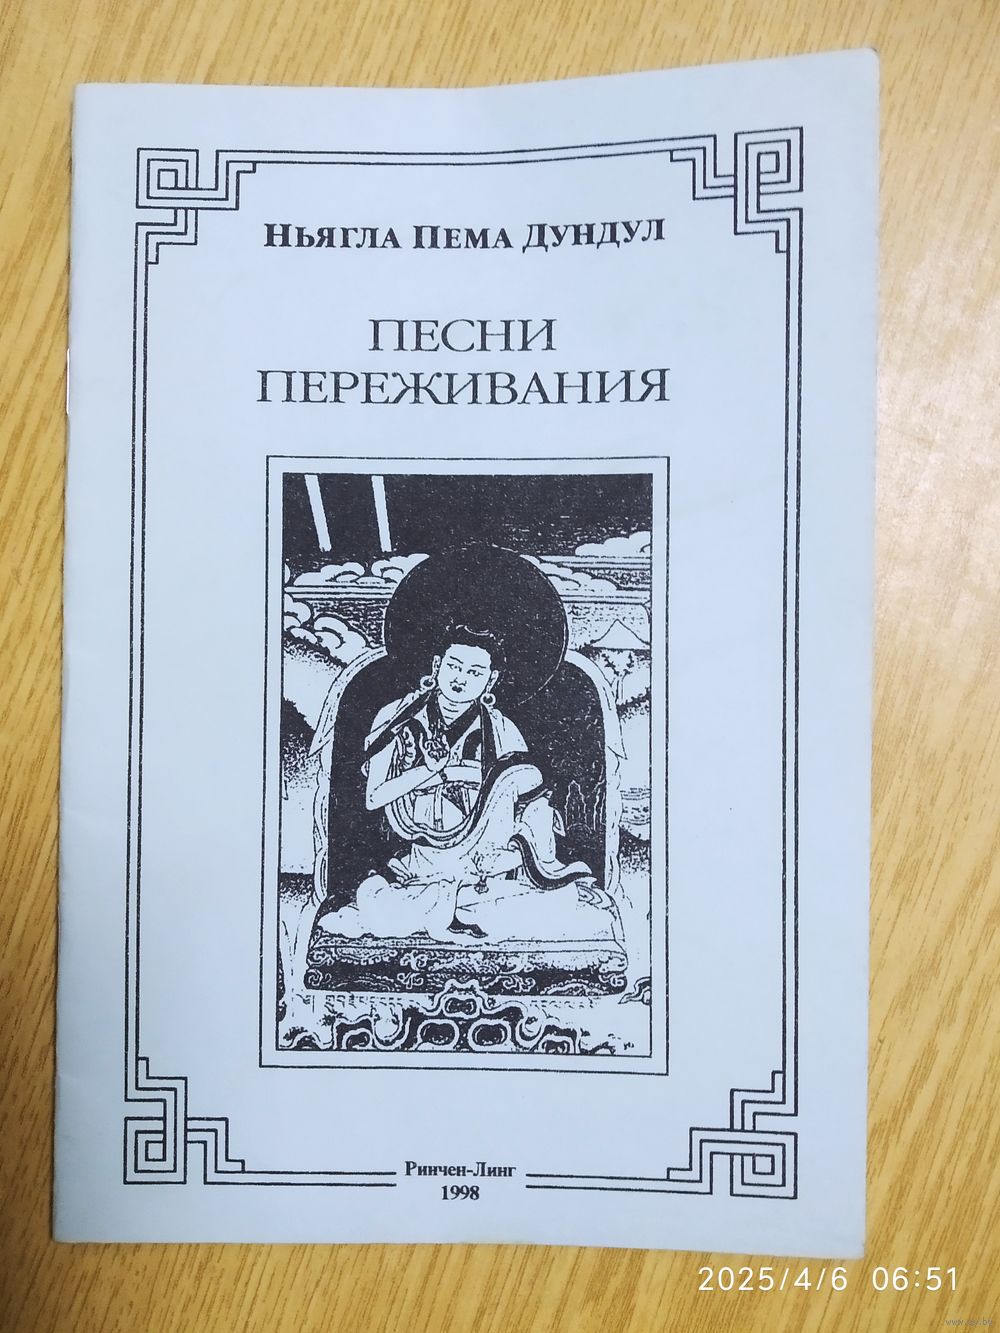 Ньягла Пема Дундул
ПЕСНИ
ПЕРЕЖИВАНИЯ
Ринчен-Линг
1998
2025/4/6 06:51